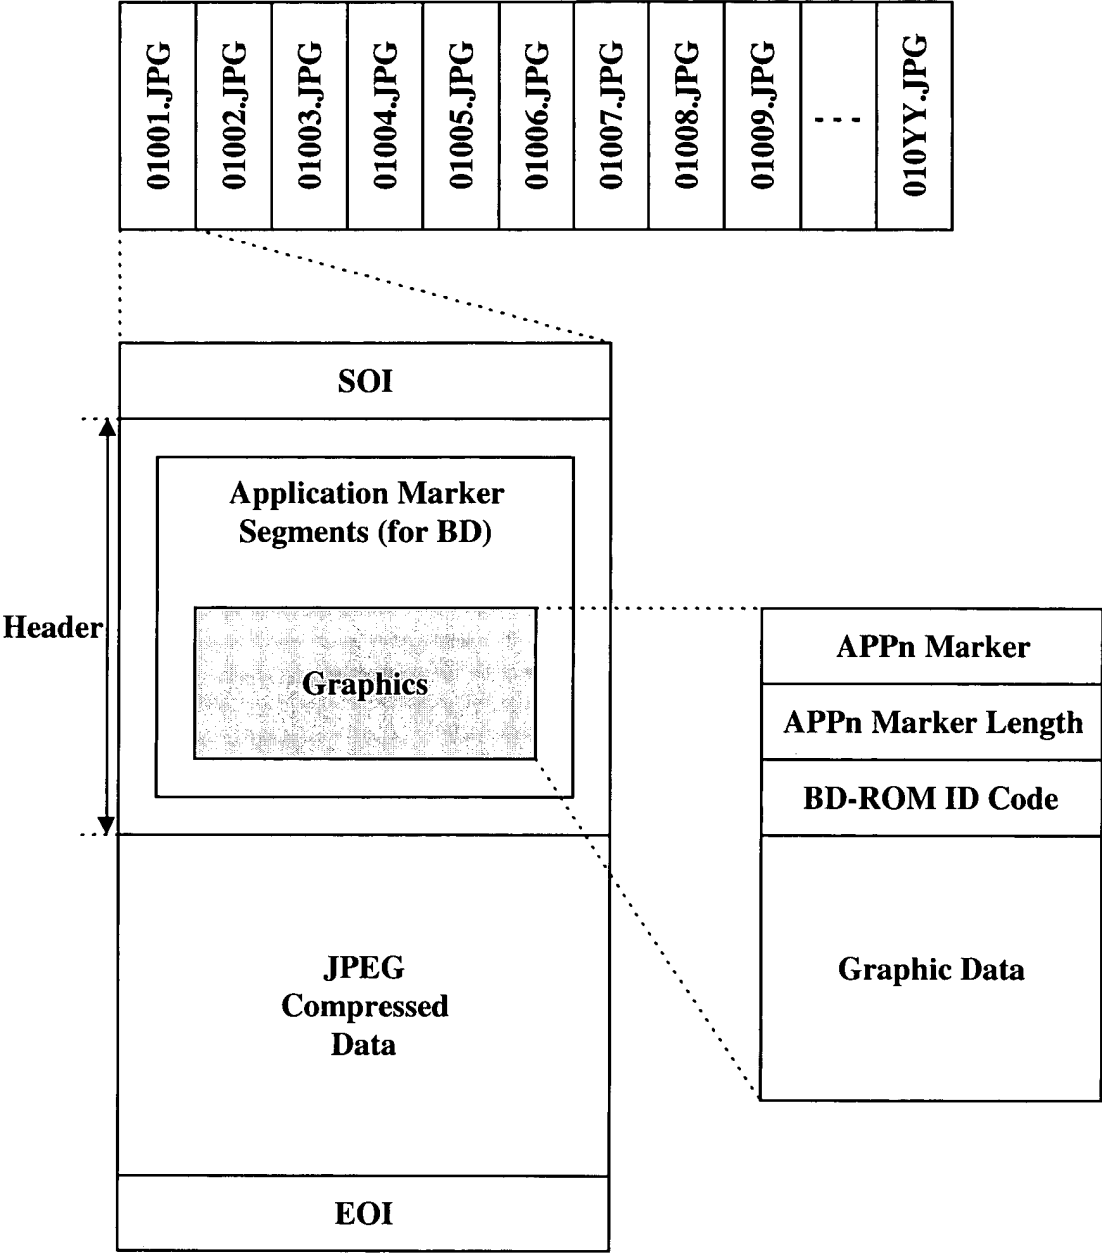 01001.JPG
01002.JPG
01003.JPG
01004.JPG
01005.JPG
01006.JPG
01007.JPG
01008.JPG
01009.JPG
----
010YY.JPG
SOI
Application Marker
Segments (for BD)
Header
Graphics
APPn Marker
APPn Marker Length
BD-ROM ID Code
Graphic Data
JPEG
Compressed
Data
EOI